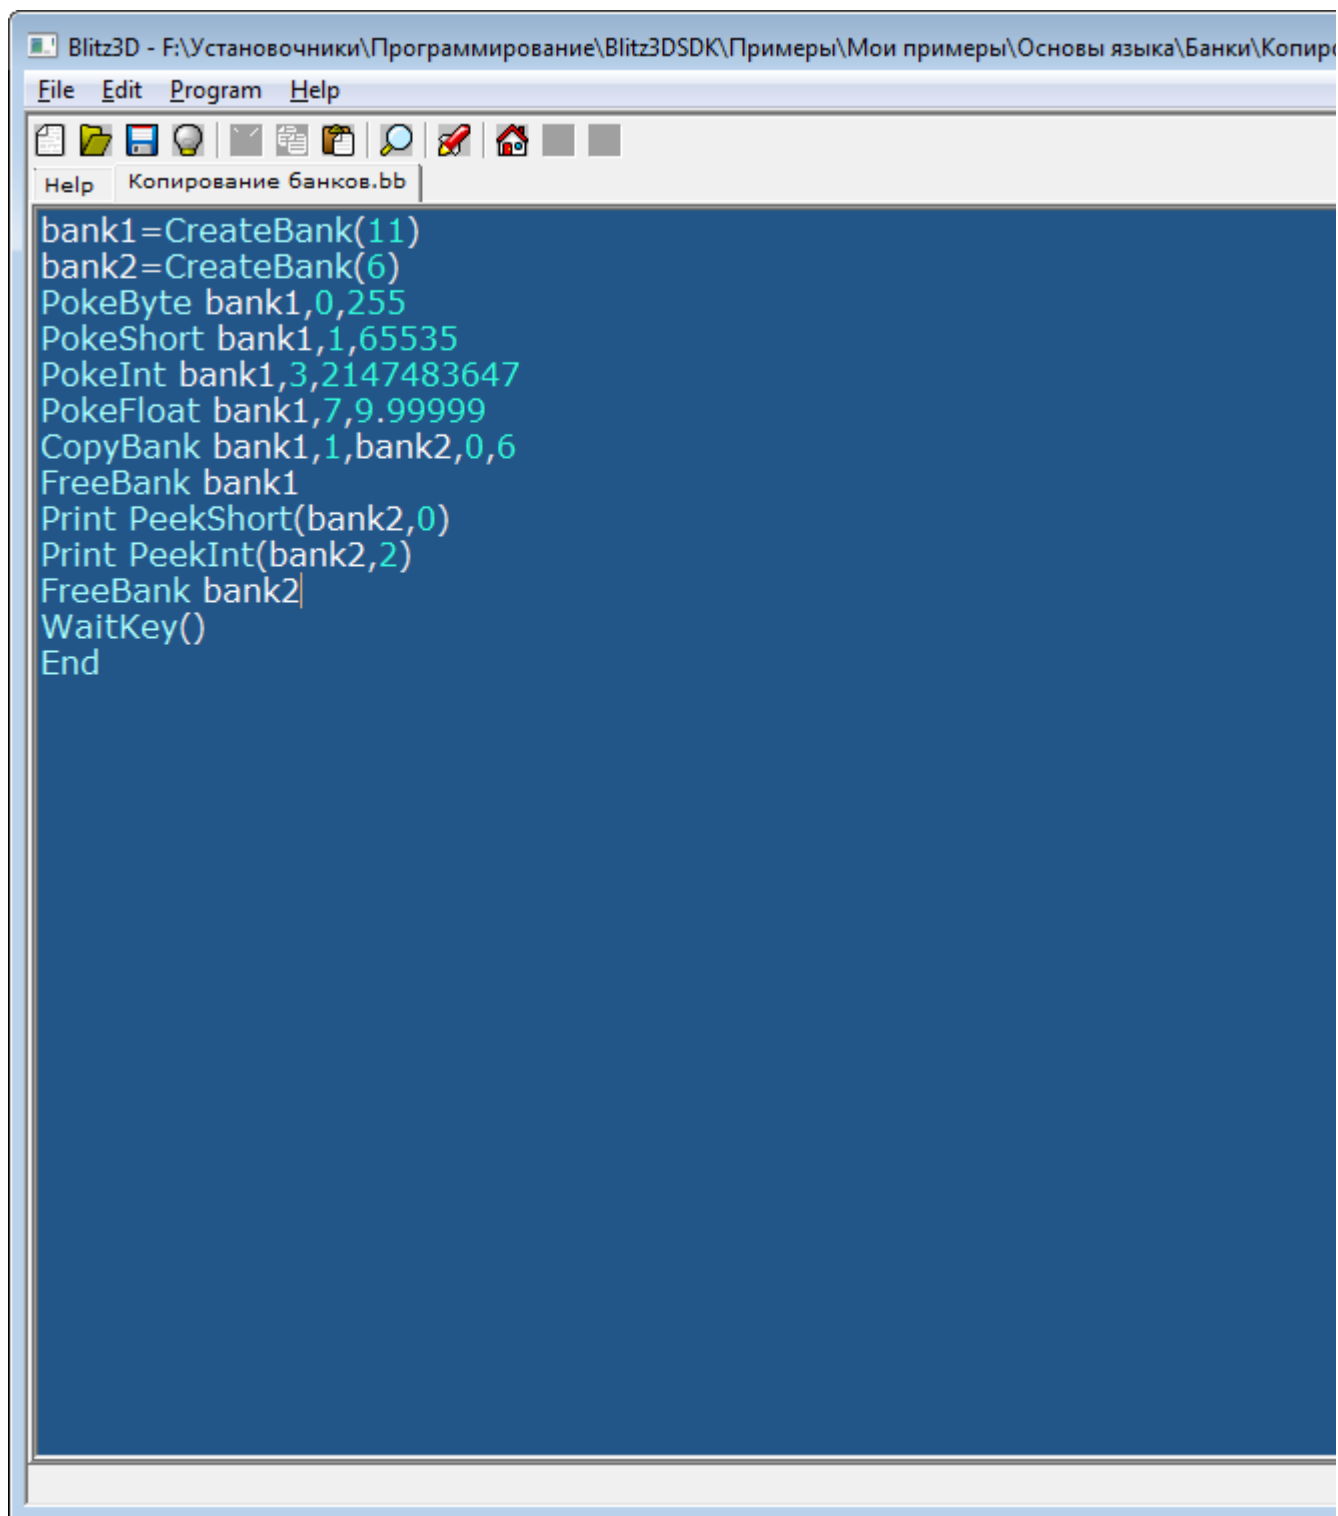 Blitz3D - F:\Установочники\Программирование\Blitz3DSDK\Примеры\Мои примеры\Основы языка\Банки\Копиро
File Edit Program Help
Help Копирование банков.bb
bank1=CreateBank(11)
bank2=CreateBank(6)
PokeByte bank1,0,255
PokeShort bank1,1,65535
PokeInt bank1,3,2147483647
PokeFloat bank1,7,9.99999
CopyBank bank1,1,bank2,0,6
FreeBank bank1
Print PeekShort(bank2,0)
Print PeekInt(bank2,2)
FreeBank bank2
WaitKey()
End